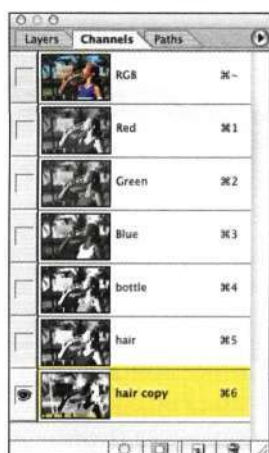 Layers Channels Paths
RGB ⌘~
Red ⌘1
Green ⌘2
Blue ⌘3
bottle ⌘4
hair ⌘5
hair copy ⌘6